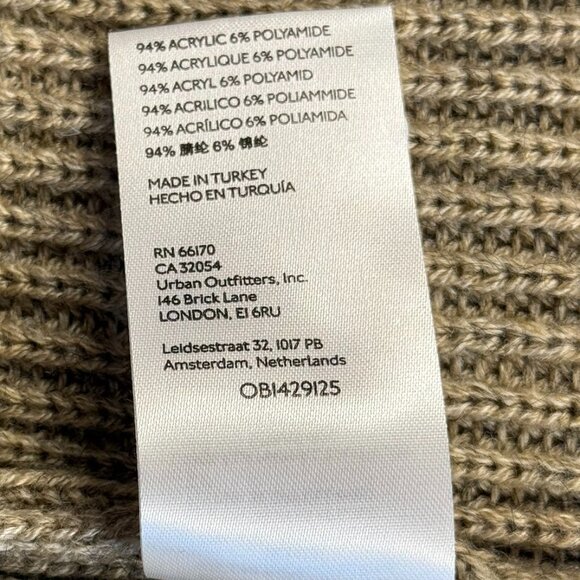 94% ACRYLIC 6% POLYAMIDE
94% ACRYLIQUE 6% POLYAMIDE
94% ACRYL 6% POLYAMID
94% ACRILICO 6% POLIAMMIDE
94% ACRÍLICO 6% POLIAMIDA
94% 腈纶 6% 锦纶
MADE IN TURKEY
HECHO EN TURQUÍA
RN 66170
CA 32054
Urban Outfitters, Inc.
146 Brick Lane
LONDON, E1 6RU
Leidsestraat 32, 1017 PB
Amsterdam, Netherlands
OB1429125